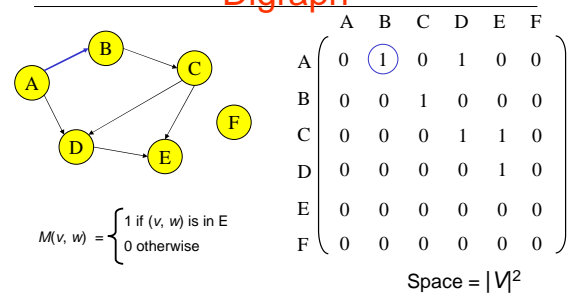 Digraph
A B C D E F
A 0 1 0 1 0 0
B 0 0 1 0 0 0
C 0 0 0 1 1 0
D 0 0 0 0 1 0
E 0 0 0 0 0 0
F 0 0 0 0 0 0
B
C
A
F
D
E
M(v, w) = { 1 if (v, w) is in E
0 otherwise
Space = |V|²